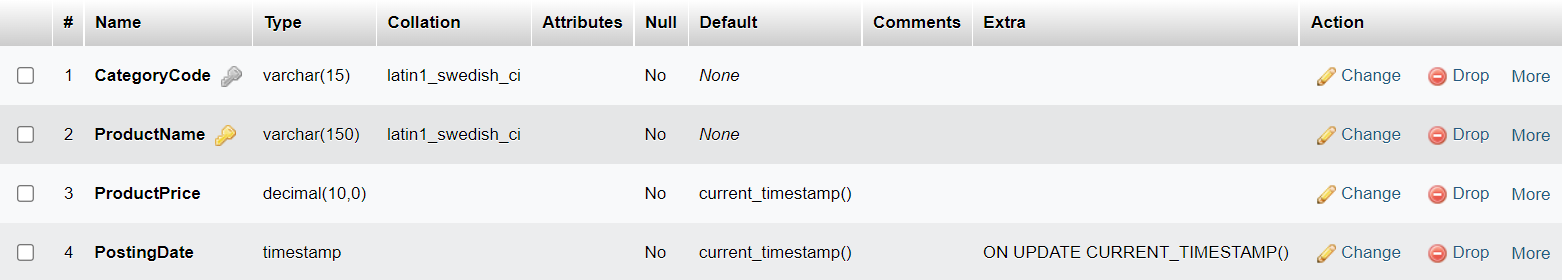 # Name Type Collation Attributes Null Default Comments Extra Action
1 CategoryCode varchar(15) latin1_swedish_ci No None Change Drop More
2 ProductName varchar(150) latin1_swedish_ci No None Change Drop More
3 ProductPrice decimal(10,0) No current_timestamp() Change Drop More
4 PostingDate timestamp No current_timestamp() ON UPDATE CURRENT_TIMESTAMP() Change Drop More